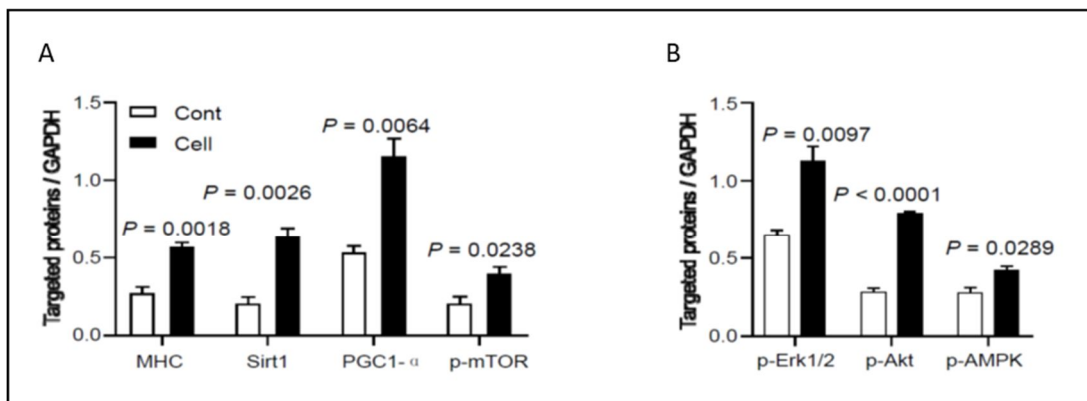 A
B
Targeted proteins / GAPDH
1.5
1.0
0.5
0.0
Cont
Cell
P = 0.0018
P = 0.0026
P = 0.0064
P = 0.0238
MHC
Sirt1
PGC1- α
p-mTOR
Targeted proteins / GAPDH
1.5
1.0
0.5
0.0
P = 0.0097
P < 0.0001
P = 0.0289
p-Erk1/2
p-Akt
p-AMPK